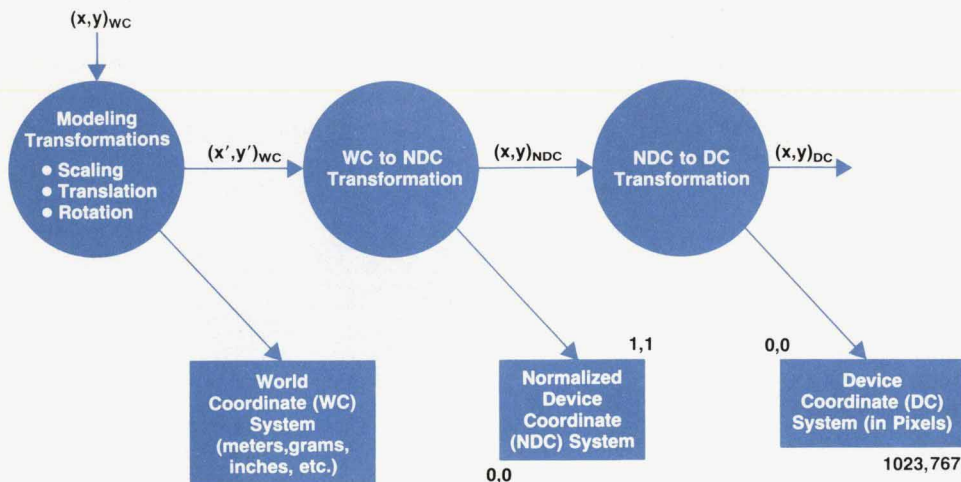 (x,y)WC
Modeling
Transformations
● Scaling
● Translation
● Rotation
(x′,y′)WC
WC to NDC
Transformation
(x,y)NDC
NDC to DC
Transformation
(x,y)DC
World
Coordinate (WC)
System
(meters,grams,
inches, etc.)
1,1
Normalized
Device
Coordinate
(NDC) System
0,0
0,0
Device
Coordinate (DC)
System (in Pixels)
1023,767